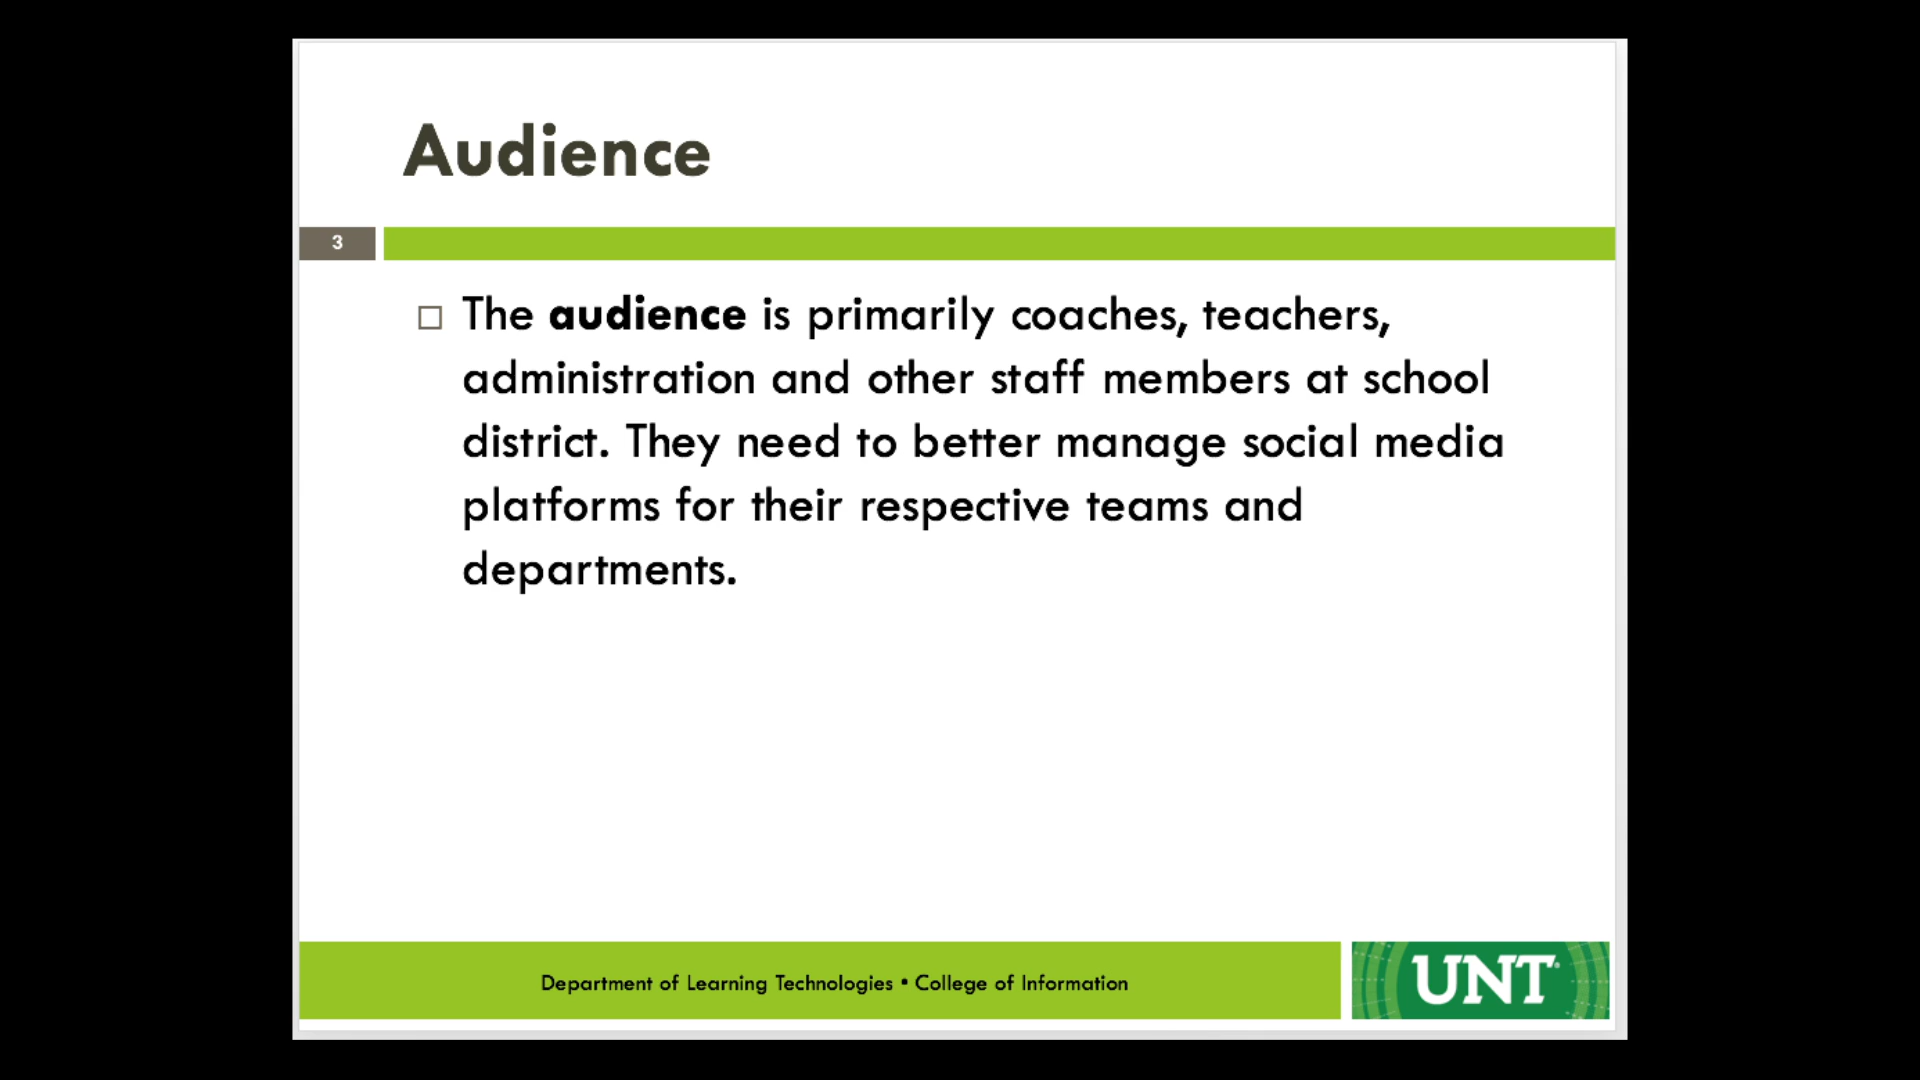 Audience
3
The audience is primarily coaches, teachers,
administration and other staff members at school
district. They need to better manage social media
platforms for their respective teams and
departments.
Department of Learning Technologies • College of Information
UNT